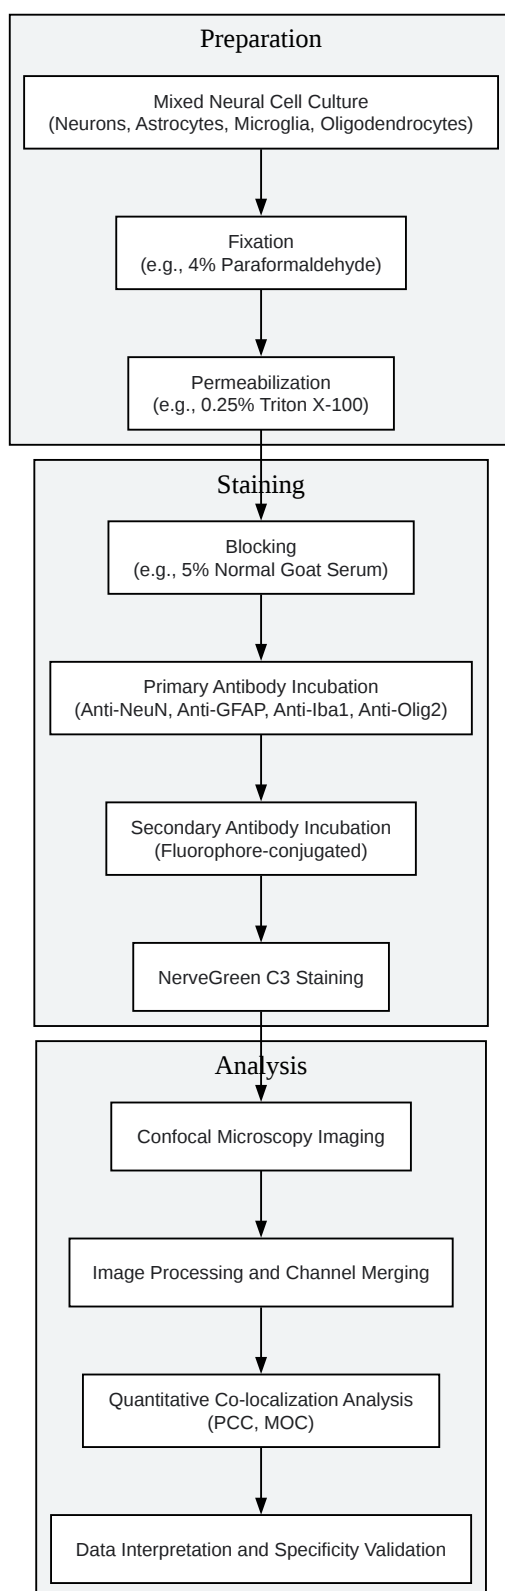 Preparation
Mixed Neural Cell Culture
(Neurons, Astrocytes, Microglia, Oligodendrocytes)
Fixation
(e.g., 4% Paraformaldehyde)
Permeabilization
(e.g., 0.25% Triton X-100)
Staining
Blocking
(e.g., 5% Normal Goat Serum)
Primary Antibody Incubation
(Anti-NeuN, Anti-GFAP, Anti-Iba1, Anti-Olig2)
Secondary Antibody Incubation
(Fluorophore-conjugated)
NerveGreen C3 Staining
Analysis
Confocal Microscopy Imaging
Image Processing and Channel Merging
Quantitative Co-localization Analysis
(PCC, MOC)
Data Interpretation and Specificity Validation